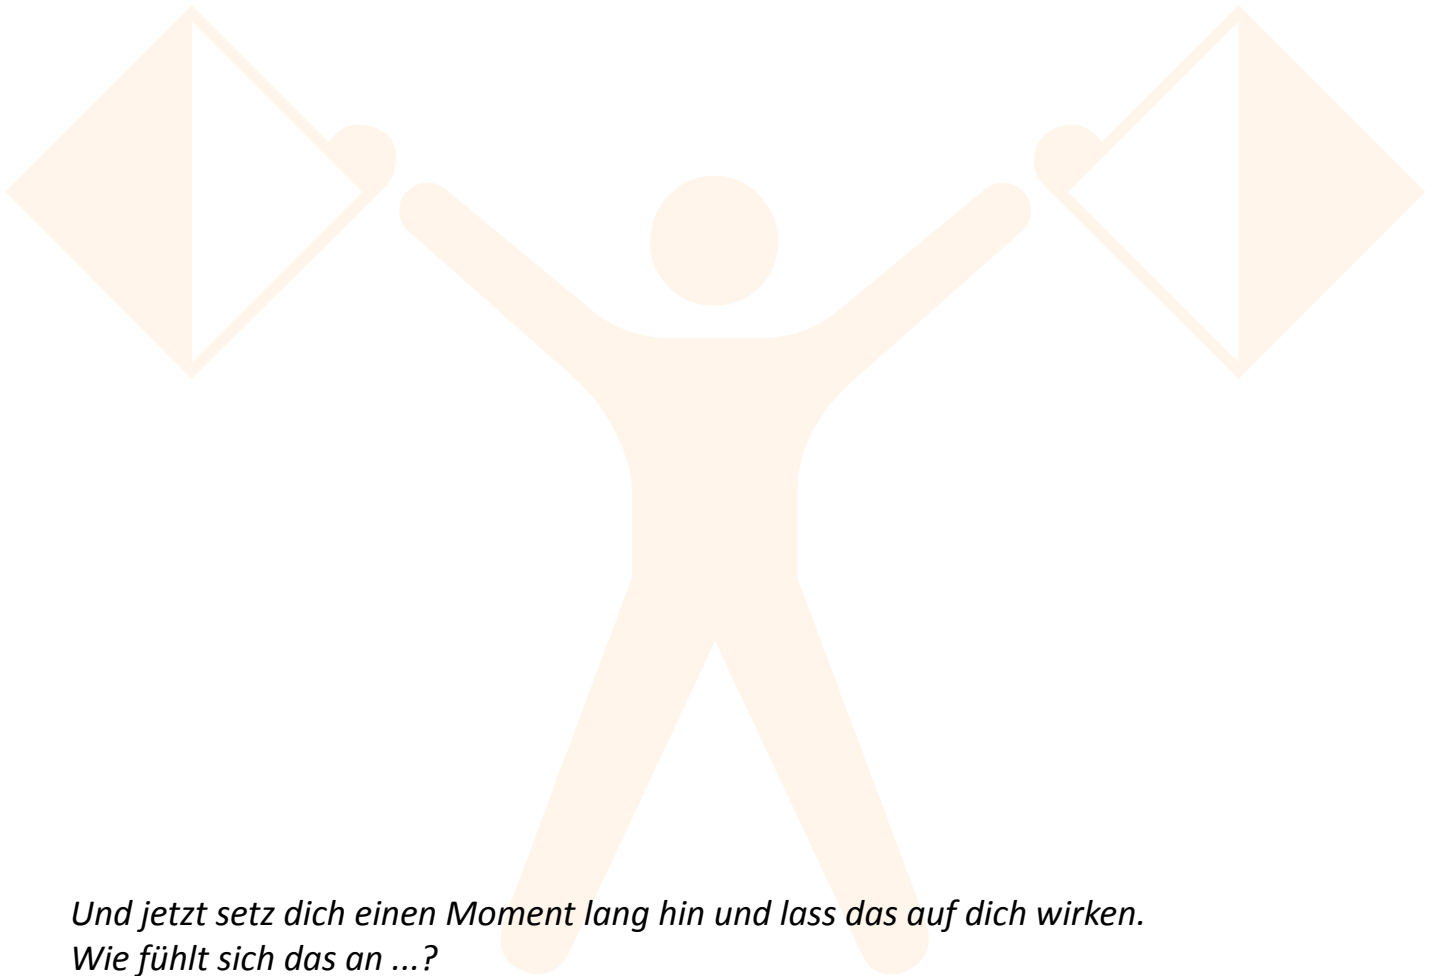 Und jetzt setz dich einen Moment lang hin und lass das auf dich wirken.
Wie fühlt sich das an ...?